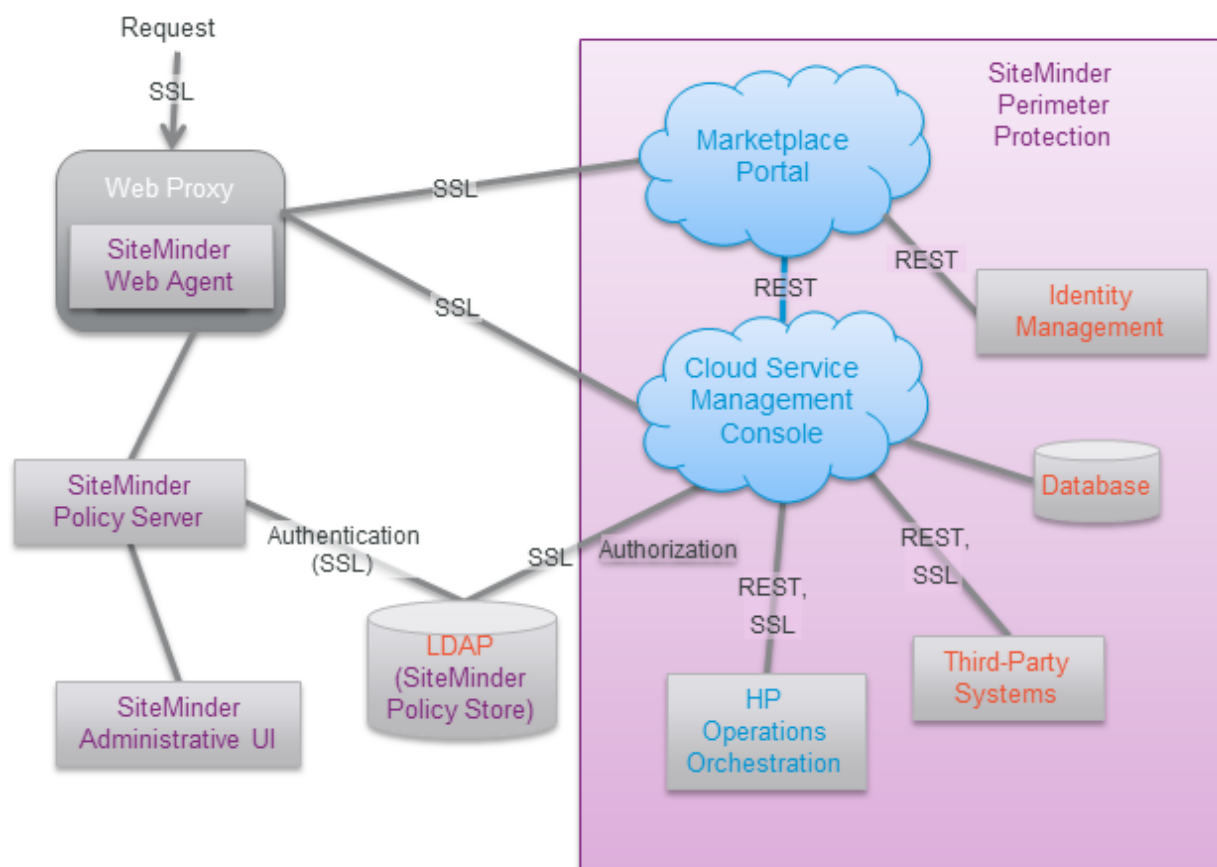 Request
SSL
Web Proxy
SiteMinder
Web Agent
SSL
SSL
SiteMinder
Perimeter
Protection
Marketplace
Portal
REST
REST
Identity
Management
Cloud Service
Management
Console
Database
SiteMinder
Policy Server
Authentication
(SSL)
SSL
Authorization
REST,
SSL
REST,
SSL
LDAP
(SiteMinder
Policy Store)
SiteMinder
Administrative UI
HP
Operations
Orchestration
Third-Party
Systems